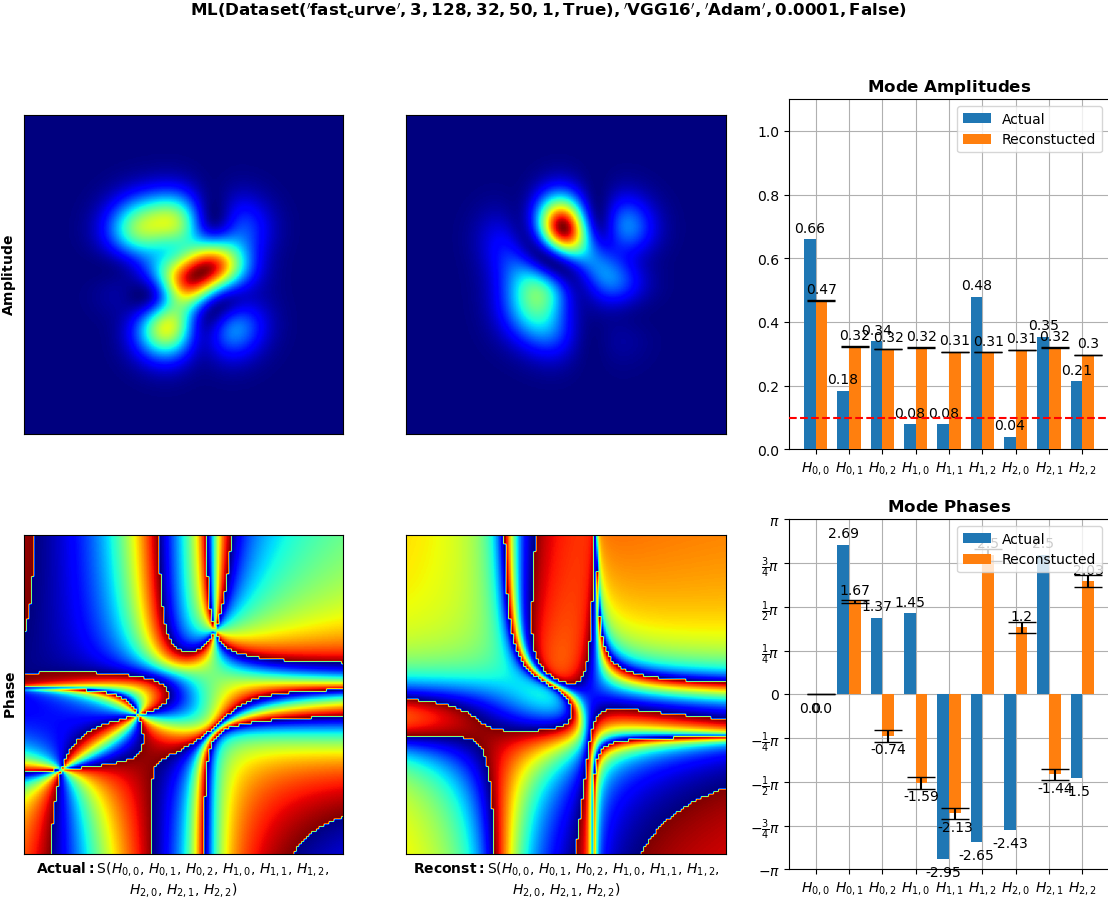 ML(Dataset('fast_curve', 3, 128, 32, 50, 1, True), 'VGG16', 'Adam', 0.0001, False)
Amplitude
Mode Amplitudes
Actual
Reconstucted
1.0
0.8
0.6
0.4
0.2
0.0
0.66
0.47
0.18
0.32
0.34
0.32
0.08
0.32
0.08
0.31
0.48
0.31
0.04
0.31
0.35
0.32
0.21
0.3
H0,0 H0,1 H0,2 H1,0 H1,1 H1,2 H2,0 H2,1 H2,2
Phase
Mode Phases
Actual
Reconstucted
π
3/4π
1/2π
1/4π
0
−1/4π
−1/2π
−3/4π
−π
0.0
0.0
2.69
1.67
1.37
-0.74
1.45
-1.59
-2.95
-2.13
-2.65
2.5
-2.43
1.2
2.5
-1.44
-1.5
2.03
H0,0 H0,1 H0,2 H1,0 H1,1 H1,2 H2,0 H2,1 H2,2
Actual: S(H0,0, H0,1, H0,2, H1,0, H1,1, H1,2,
H2,0, H2,1, H2,2)
Reconst: S(H0,0, H0,1, H0,2, H1,0, H1,1, H1,2,
H2,0, H2,1, H2,2)